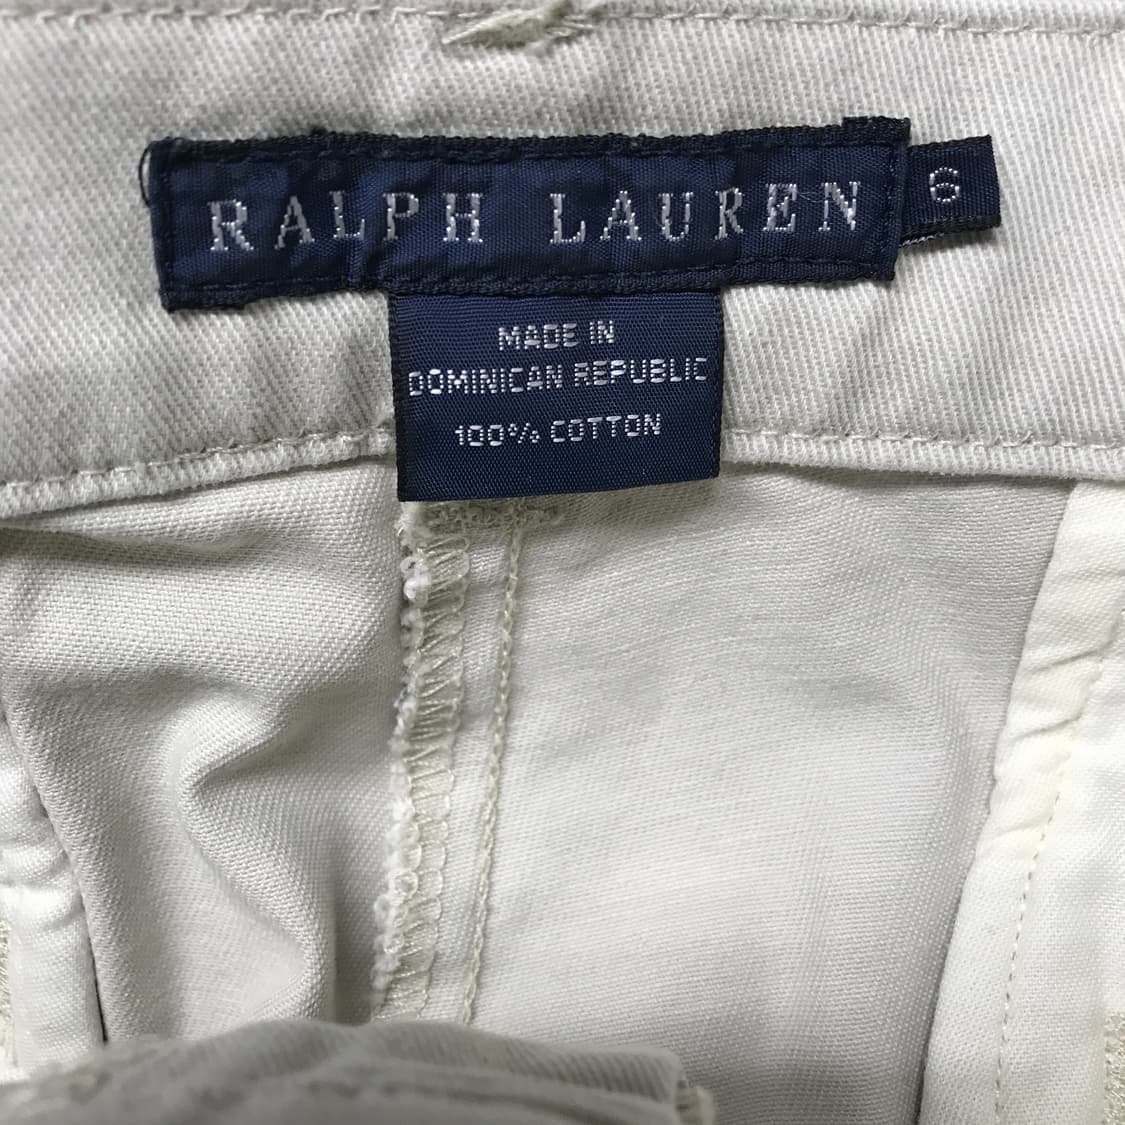 RALPH LAUREN
6
MADE IN
DOMINICAN REPUBLIC
100% COTTON